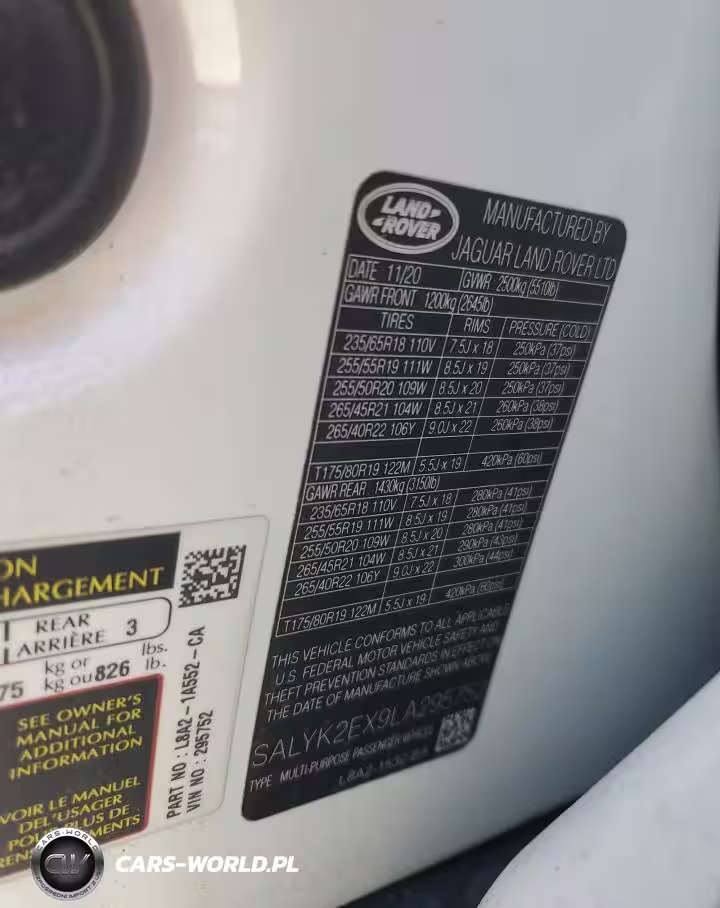 LAND ROVER
MANUFACTURED BY
JAGUAR LAND ROVER LTD
DATE 11/20 GVWR 2500kg (5510lb)
GAWR FRONT 1200kg (2645lb)
TIRES RIMS PRESSURE (COLD)
235/65R18 110V 7.5J x 18 250kPa (37psi)
255/55R19 111W 8.5J x 19 250kPa (37psi)
255/50R20 109W 8.5J x 20 250kPa (37psi)
265/45R21 104W 8.5J x 21 260kPa (38psi)
265/40R22 106Y 9.0J x 22 260kPa (38psi)
T175/80R19 122M 5.5J x 19 420kPa (60psi)
GAWR REAR 1430kg (3150lb)
235/65R18 110V 7.5J x 18 280kPa (41psi)
255/55R19 111W 8.5J x 19 280kPa (41psi)
255/50R20 109W 8.5J x 20 280kPa (41psi)
265/45R21 104W 8.5J x 21 290kPa (43psi)
265/40R22 106Y 9.0J x 22 300kPa (44psi)
T175/80R19 122M 5.5J x 19 420kPa (60psi)
THIS VEHICLE CONFORMS TO ALL APPLICABLE
U.S. FEDERAL MOTOR VEHICLE SAFETY AND
THEFT PREVENTION STANDARDS IN EFFECT ON
THE DATE OF MANUFACTURE SHOWN ABOVE
SALYK2EX9LA295752
TYPE MULTI-PURPOSE PASSENGER VEHICLE
ON
HARGEMENT
REAR
ARRIÈRE 3
75 kg or 826 lbs.
kg ou lb.
SEE OWNER'S
MANUAL FOR
ADDITIONAL
INFORMATION
VOIR LE MANUEL
DE L'USAGER
PLUS DE
PART NO : L8A2-1A552-CA
VIN NO : 295752
CARS-WORLD
CW
CARS-WORLD.PL